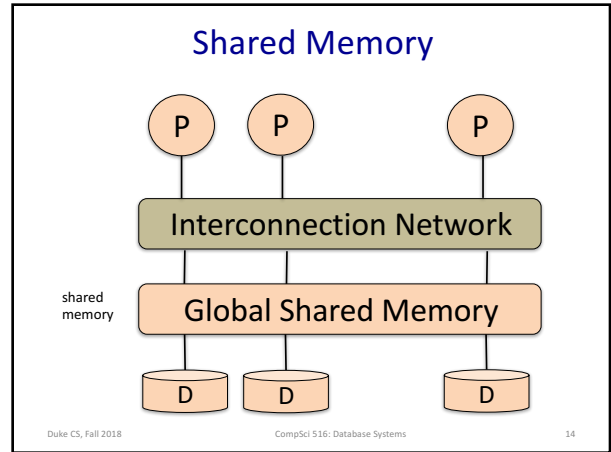 Shared Memory
P P P
Interconnection Network
shared
memory
Global Shared Memory
D D D
Duke CS, Fall 2018 CompSci 516: Database Systems 14